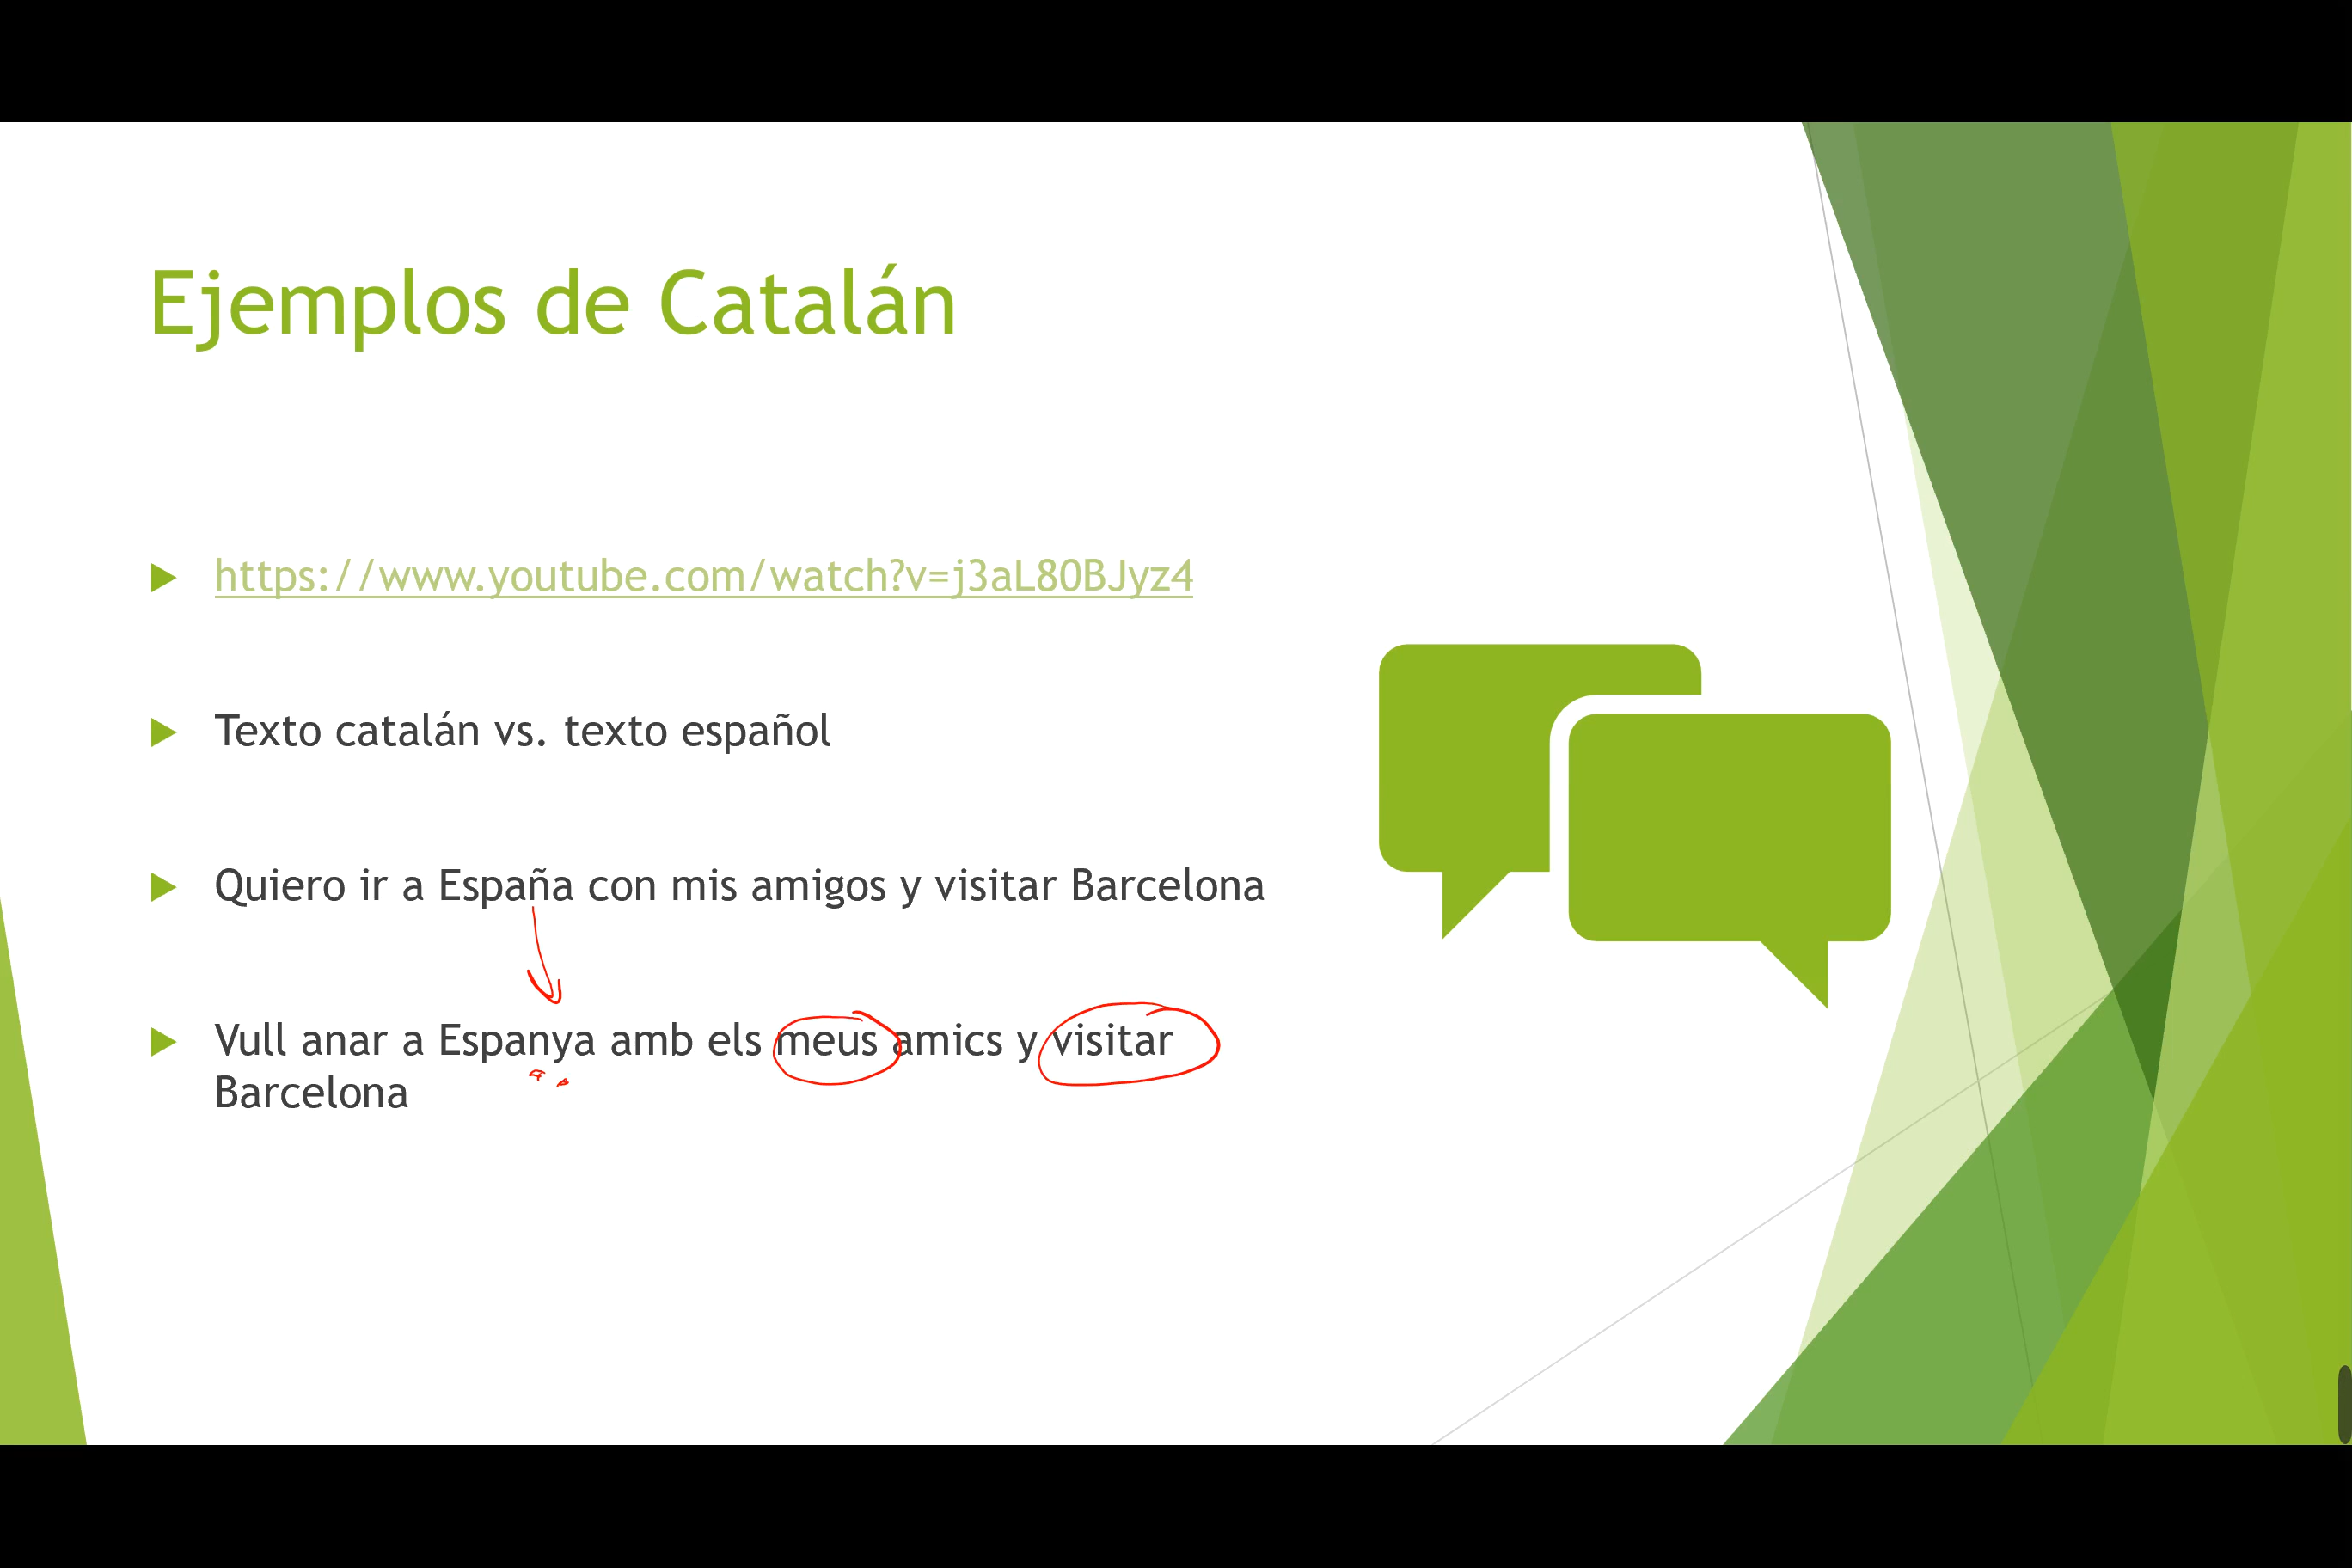 Ejemplos de Catalán
https://www.youtube.com/watch?v=j3aL80BJyz4
Texto catalán vs. texto español
Quiero ir a España con mis amigos y visitar Barcelona
Vull anar a Espanya amb els meus amics y visitar
Barcelona